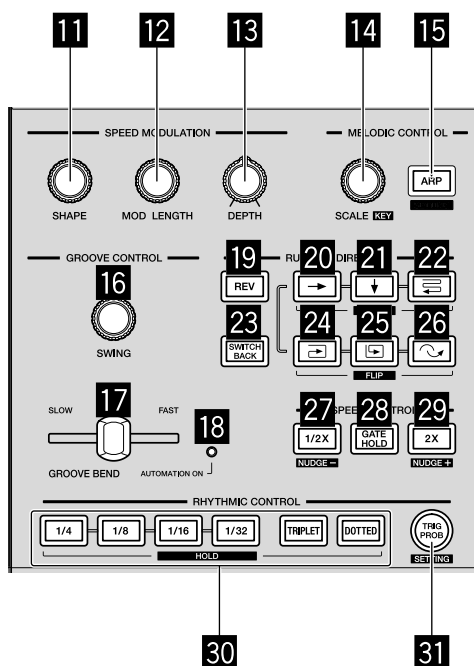 11 12 13 14 15
SPEED MODULATION MELODIC CONTROL
ARP
SHAPE MOD LENGTH DEPTH SCALE KEY
GROOVE CONTROL
16 19 20 21 22
REV
SWING
23 24 25 26
SWITCH
BACK
FLIP
SLOW 17 FAST
18 27 28 29
1/2X GATE
HOLD 2X
GROOVE BEND AUTOMATION ON NUDGE − NUDGE +
RHYTHMIC CONTROL
1/4 1/8 1/16 1/32 TRIPLET DOTTED TRIG
PROB
HOLD SETTING
30 31